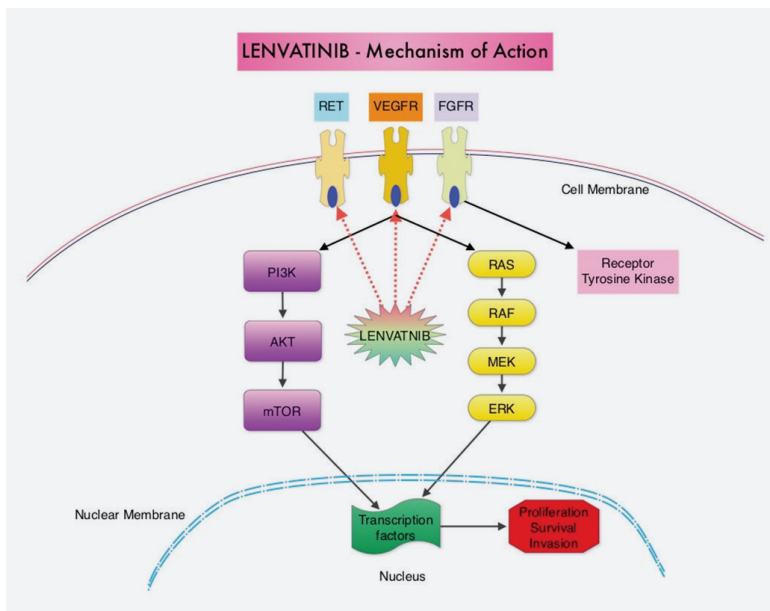 LENVATINIB - Mechanism of Action
RET
VEGFR
FGFR
Cell Membrane
PI3K
RAS
Receptor
Tyrosine Kinase
RAF
LENVATNIB
AKT
MEK
mTOR
ERK
Nuclear Membrane
Transcription
factors
Proliferation
Survival
Invasion
Nucleus